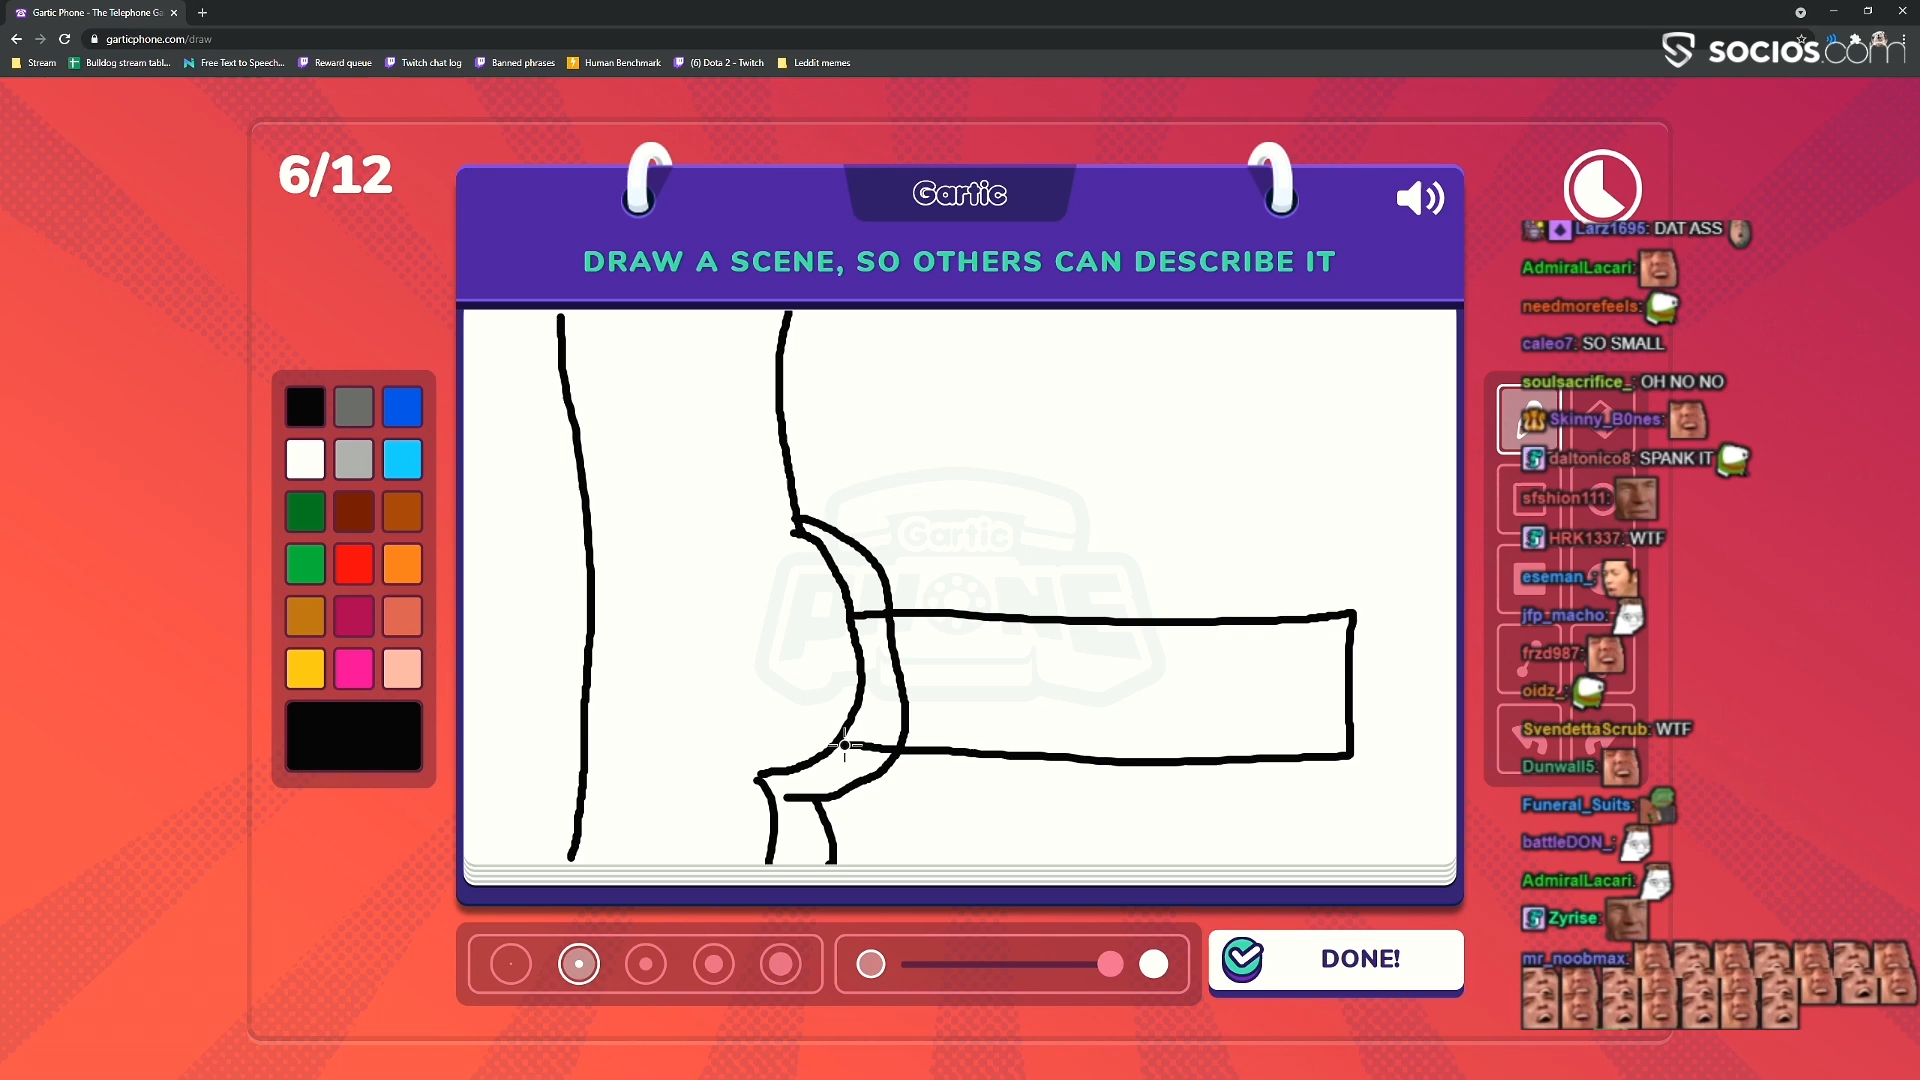 Gartic Phone - The Telephone Ga
garticphone.com/draw
Stream
Bulldog stream tabl...
Free Text to Speech...
Reward queue
Twitch chat log
Banned phrases
Human Benchmark
(6) Dota 2 - Twitch
Leddit memes
SOCIOS.com
6/12
Gartic
DRAW A SCENE, SO OTHERS CAN DESCRIBE IT
Gartic
PHONE
DONE!
Larz1695: DAT ASS
AdmiralLacari:
needmorefeels:
caleo7: SO SMALL
soulsacrifice_: OH NO NO
Skinny_B0nes:
daltonico8: SPANK IT
sfshion111:
HRK1337: WTF
eseman_:
jfp_macho:
frzd987:
oidz_:
SvendettaScrub: WTF
Dunwall5:
Funeral_Suits:
battleDON_:
AdmiralLacari:
Zyrise:
mr_noobmax: